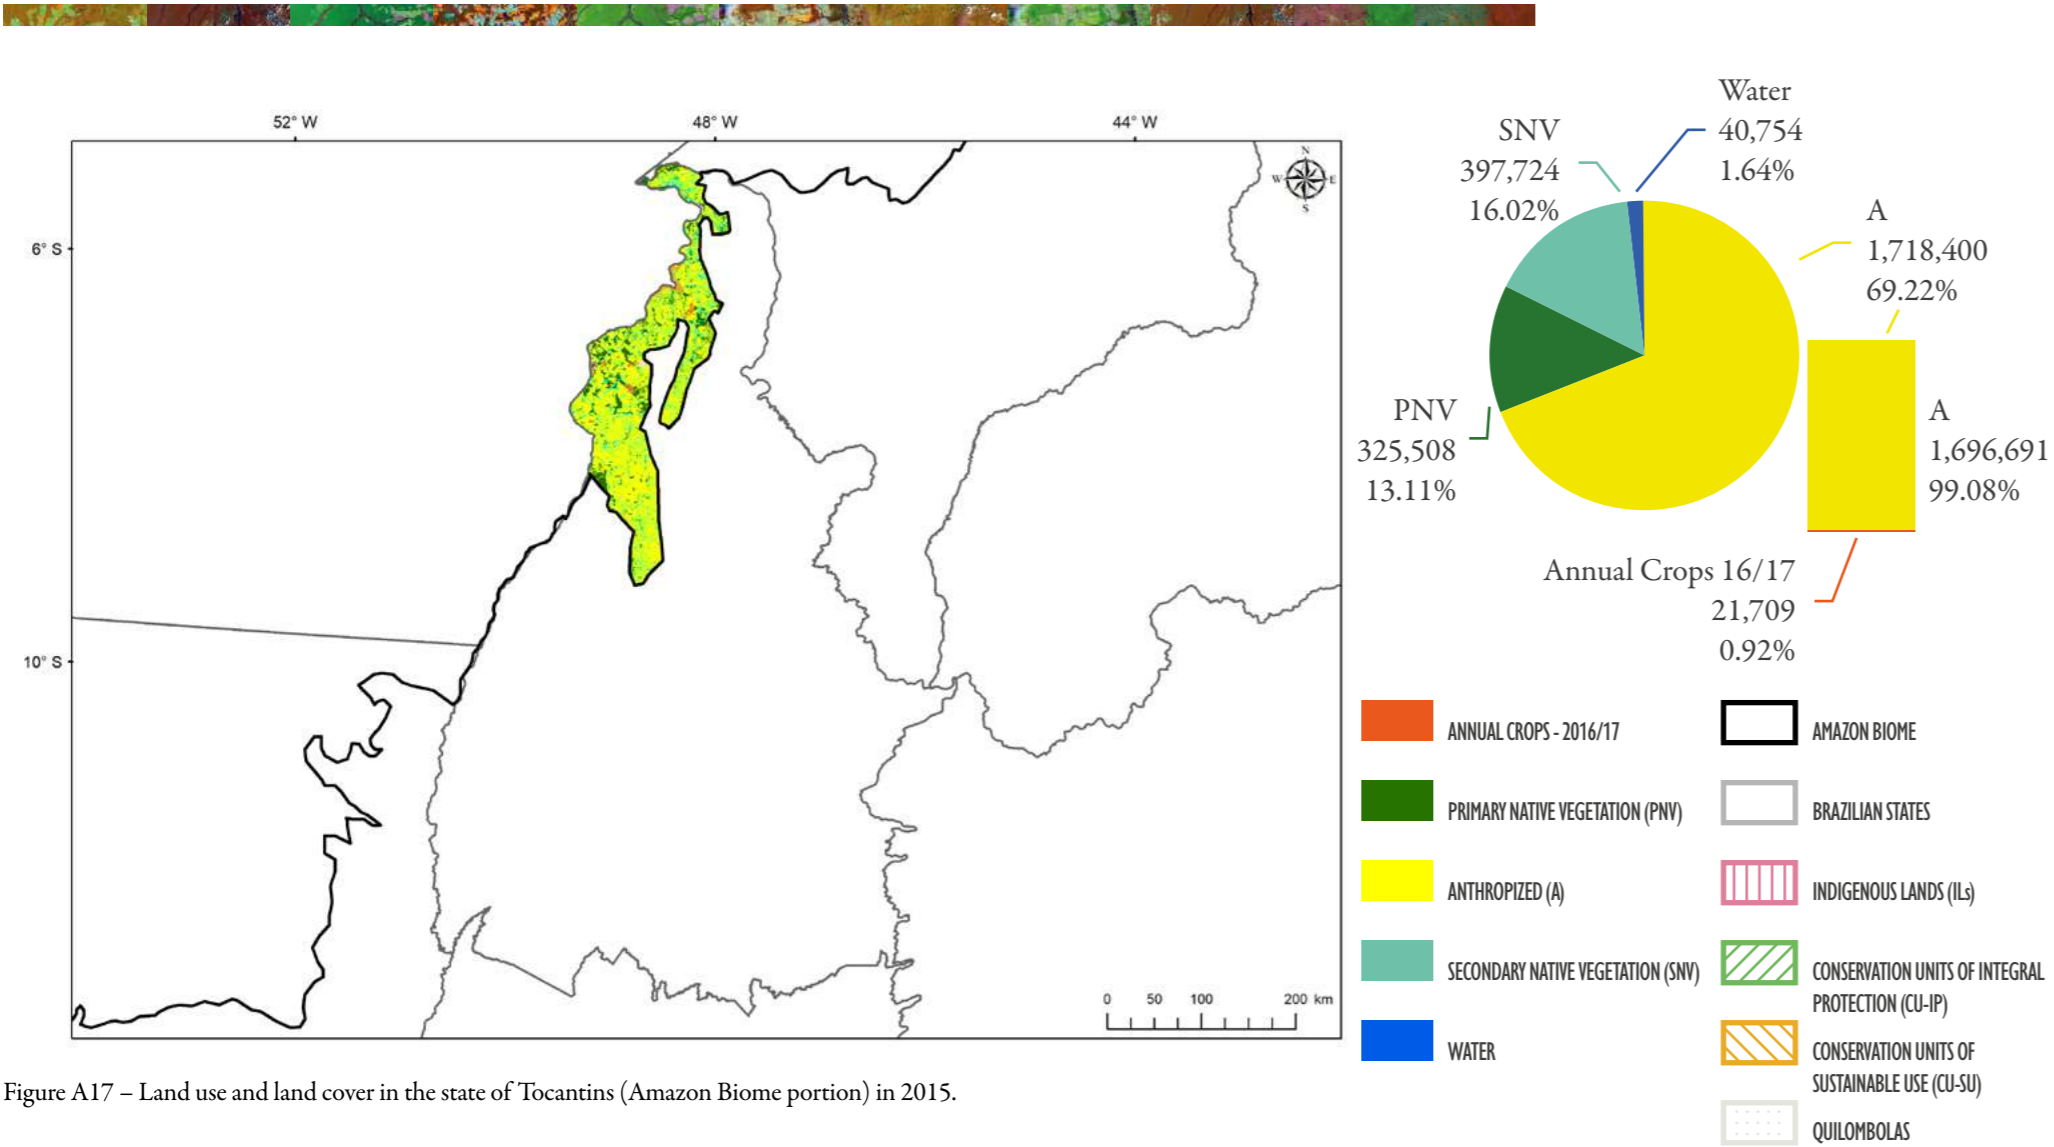 52° W
48° W
44° W
6° S
10° S
N
W
E
S
0 50 100 200 km
SNV
397,724
16.02%
Water
40,754
1.64%
A
1,718,400
69.22%
PNV
325,508
13.11%
A
1,696,691
99.08%
Annual Crops 16/17
21,709
0.92%
ANNUAL CROPS - 2016/17
PRIMARY NATIVE VEGETATION (PNV)
ANTHROPIZED (A)
SECONDARY NATIVE VEGETATION (SNV)
WATER
AMAZON BIOME
BRAZILIAN STATES
INDIGENOUS LANDS (ILs)
CONSERVATION UNITS OF INTEGRAL
PROTECTION (CU-IP)
CONSERVATION UNITS OF
SUSTAINABLE USE (CU-SU)
QUILOMBOLAS
Figure A17 – Land use and land cover in the state of Tocantins (Amazon Biome portion) in 2015.